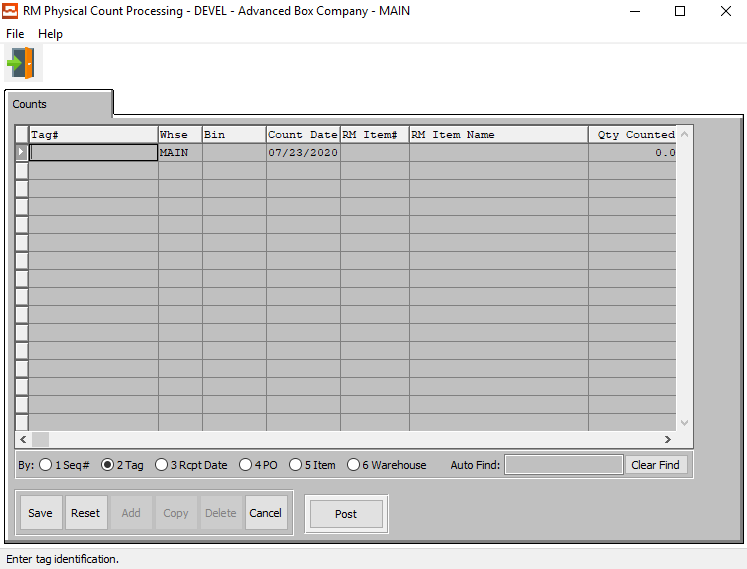 RM Physical Count Processing - DEVEL - Advanced Box Company - MAIN
File Help
Counts
Tag# Whse Bin Count Date RM Item# RM Item Name Qty Counted
MAIN 07/23/2020 0.0
By: 1 Seq# 2 Tag 3 Rcpt Date 4 PO 5 Item 6 Warehouse Auto Find: Clear Find
Save Reset Add Copy Delete Cancel Post
Enter tag identification.